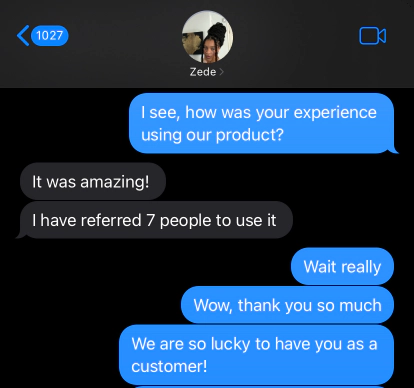 1027
Zede
I see, how was your experience
using our product?
It was amazing!
I have referred 7 people to use it
Wait really
Wow, thank you so much
We are so lucky to have you as a
customer!